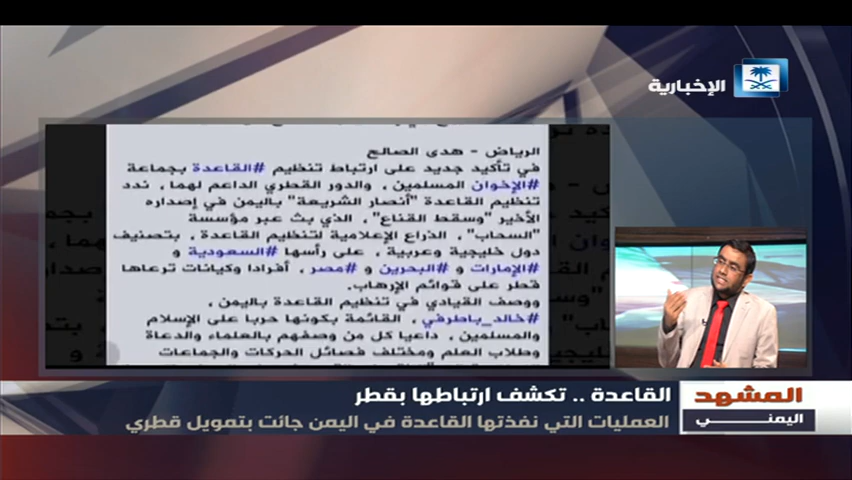 الإخبارية
الرياض - هدى الصالح
في تأكيد جديد على ارتباط تنظيم #القاعدة بجماعة
#الإخوان المسلمين، والدور القطري الداعم لهما، ندد
تنظيم القاعدة "أنصار الشريعة" باليمن في إصداره
الأخير "وسقط القناع"، الذي بث عبر مؤسسة
"السحاب"، الذراع الإعلامية لتنظيم القاعدة، بتصنيف
دول خليجية وعربية، على رأسها #السعودية و
#الإمارات و #البحرين و #مصر، أفرادا وكيانات ترعاها
قطر على قوائم الإرهاب.
ووصف القيادي في تنظيم القاعدة باليمن،
#خالد_باطرفي، القائمة بكونها حربا على الإسلام
والمسلمين، داعيا كل من وصفهم بالعلماء والدعاة
وطلاب العلم ومختلف فصائل الحركات والجماعات
المشهد
اليمني
القاعدة .. تكشف ارتباطها بقطر
العمليات التي نفذتها القاعدة في اليمن جائت بتمويل قطري